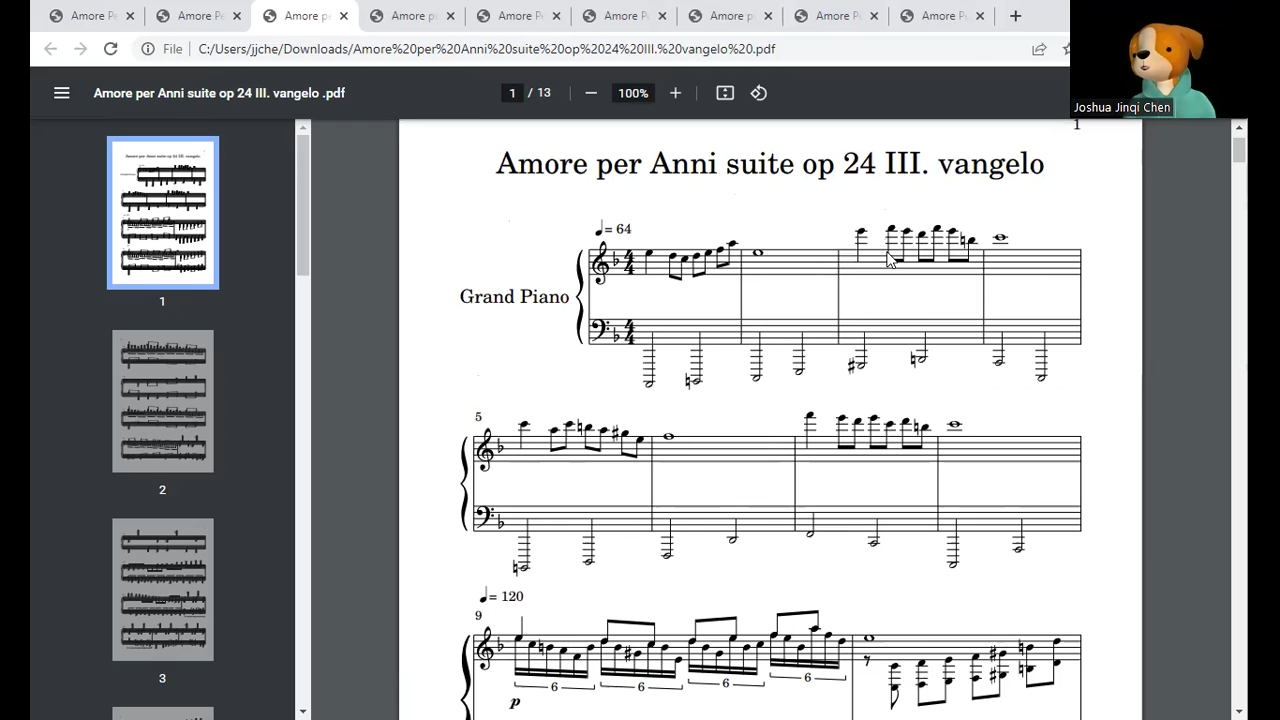 Amore Pe
Amore Pe
Amore pe
Amore pe
Amore Pe
Amore Pe
Amore pe
Amore Pe
Amore Pe
File C:/Users/jjche/Downloads/Amore%20per%20Anni%20suite%20op%2024%20III.%20vangelo%20.pdf
Amore per Anni suite op 24 III. vangelo .pdf 1 / 13 100%
Joshua Jinqi Chen
1
Amore per Anni suite op 24 III. vangelo
= 64
Grand Piano
5
= 120
9
6 6 6 6
p
1
2
3